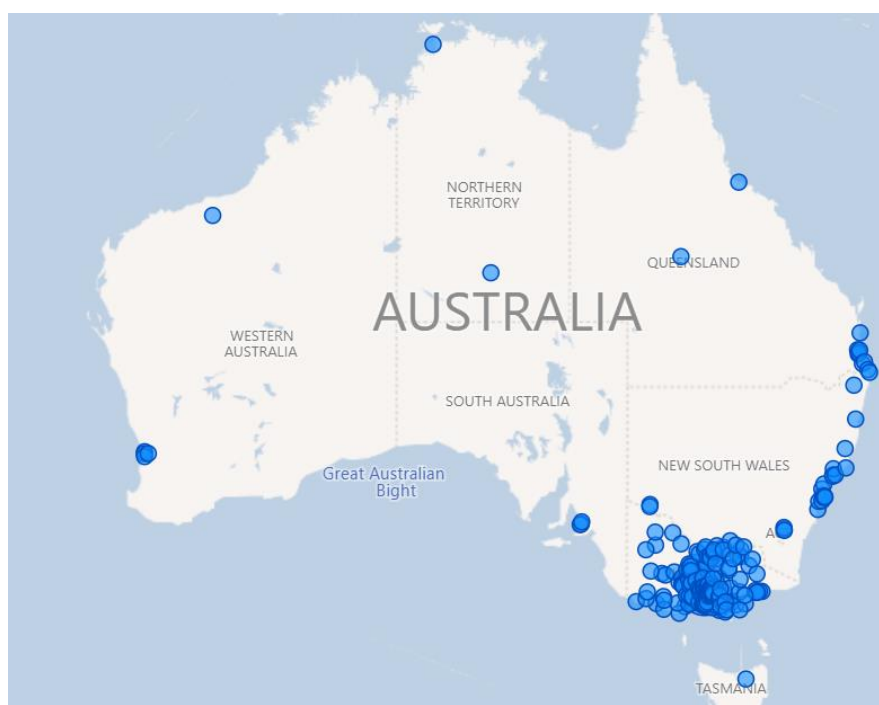 NORTHERN
TERRITORY
QUEENSLAND
AUSTRALIA
WESTERN
AUSTRALIA
SOUTH AUSTRALIA
NEW SOUTH WALES
Great Australian
Bight
TASMANIA